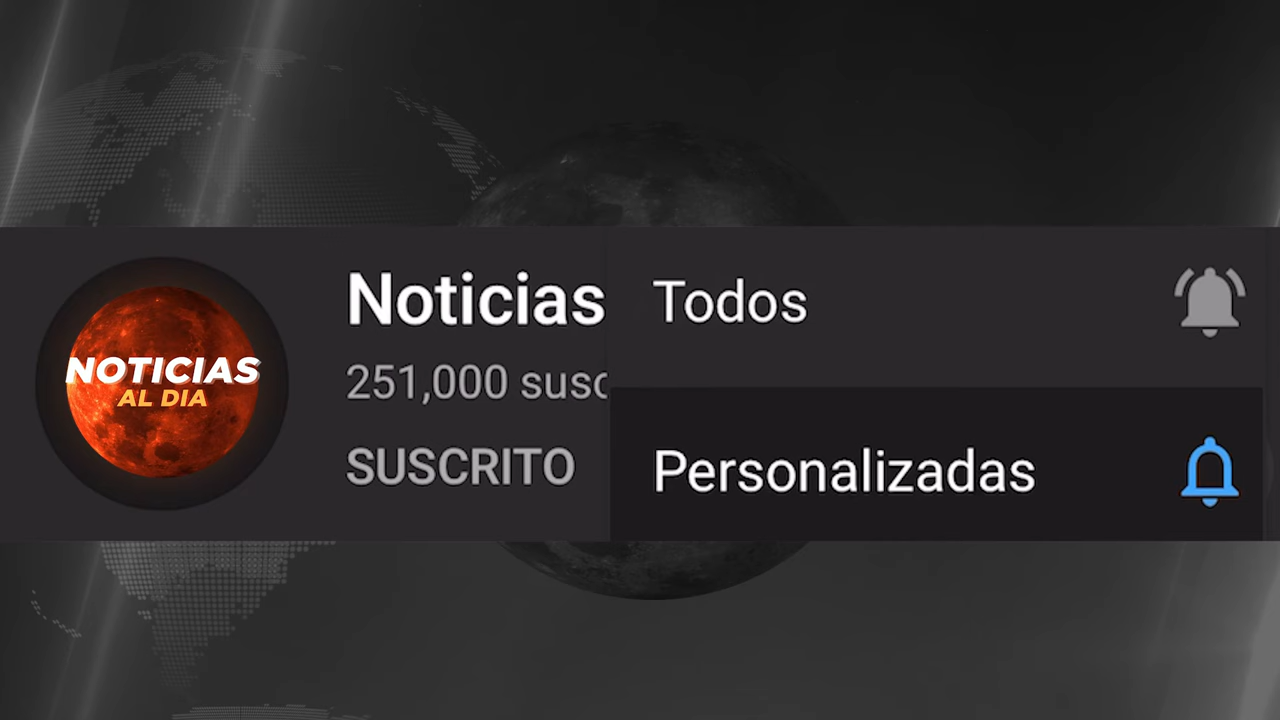 NOTICIAS
AL DIA
Noticias
251,000 susc
SUSCRITO
Todos
Personalizadas